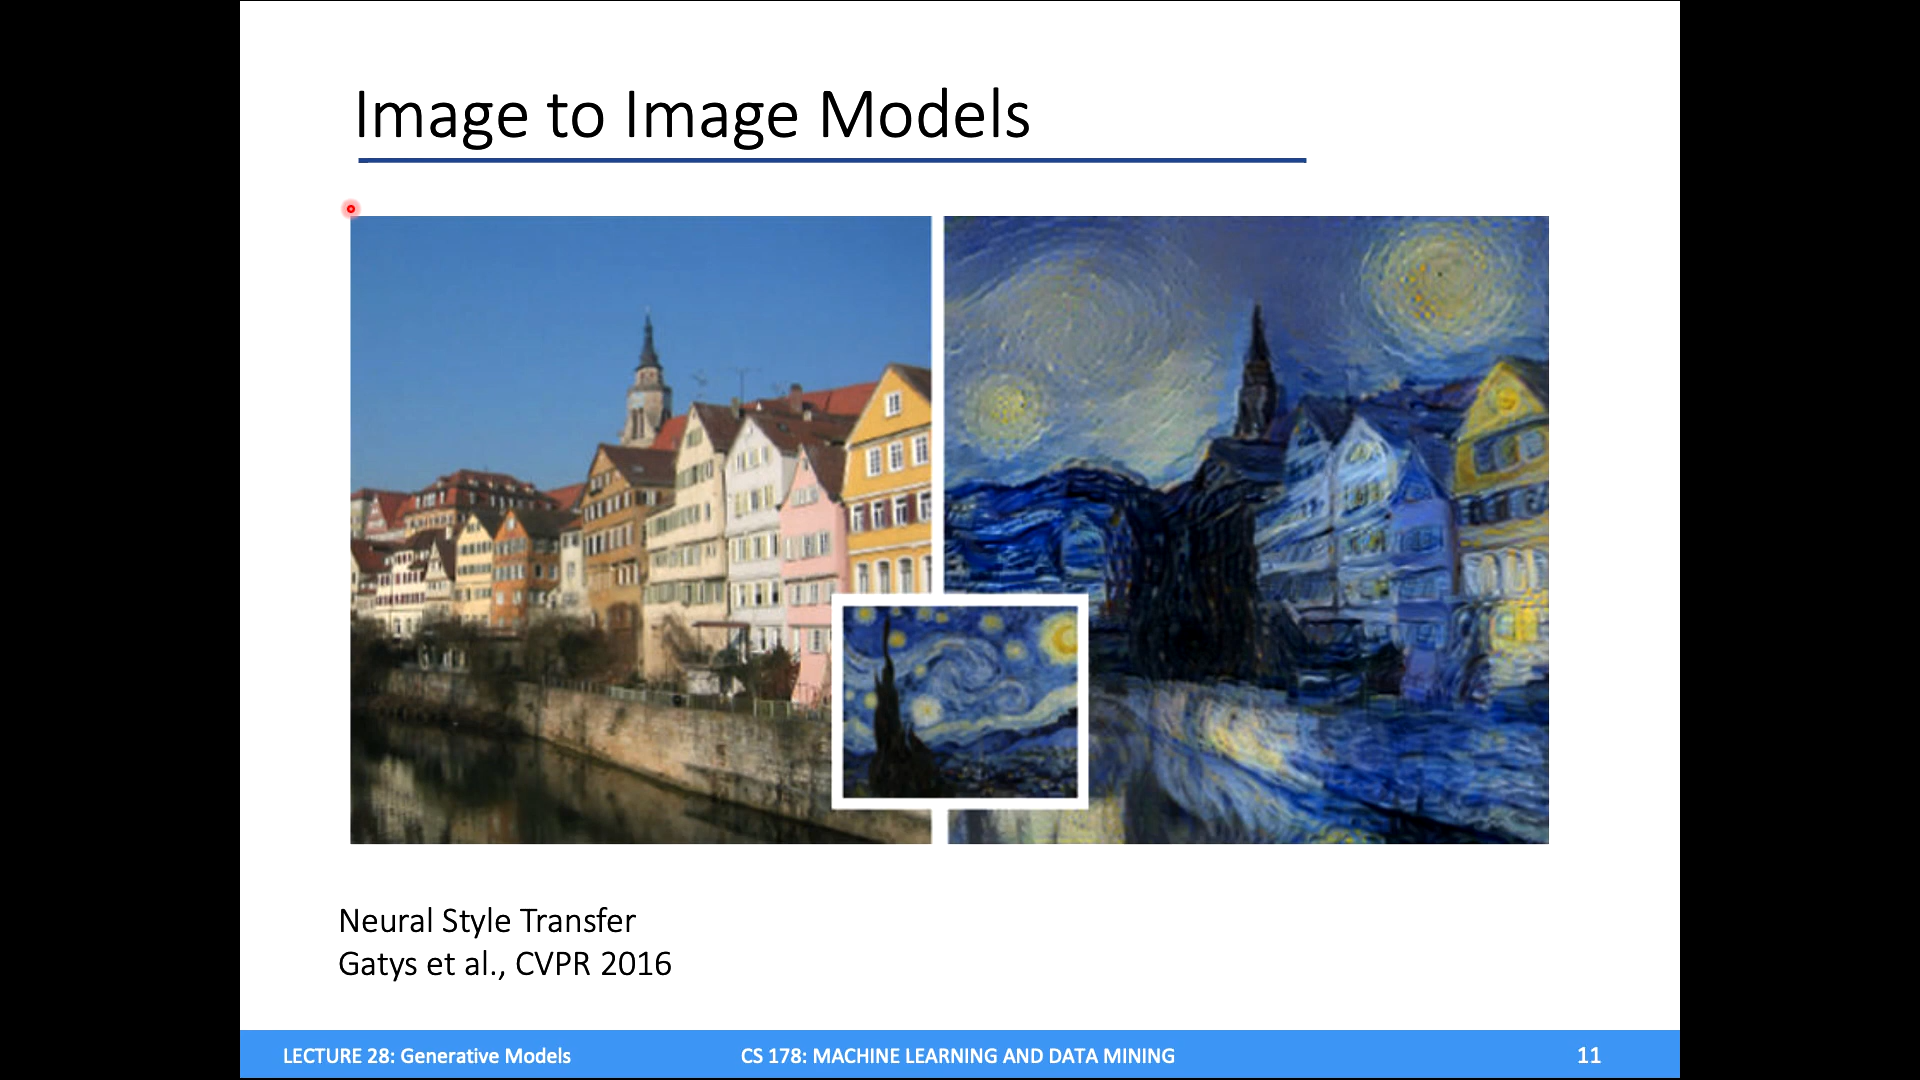 Image to Image Models
Neural Style Transfer
Gatys et al., CVPR 2016
LECTURE 28: Generative Models
CS 178: MACHINE LEARNING AND DATA MINING
11